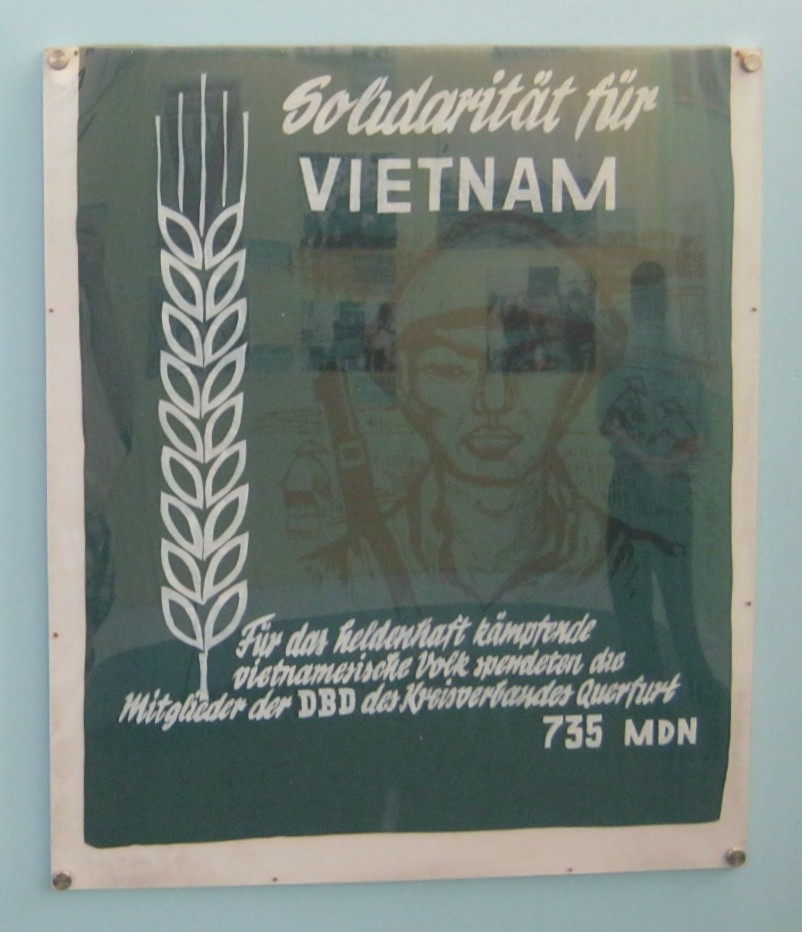 Solidarität für
VIETNAM
Für das heldenhaft kämpfende
vietnamesische Volk spendeten die
Mitglieder der DBD des Kreisverbandes Querfurt
735 MDN